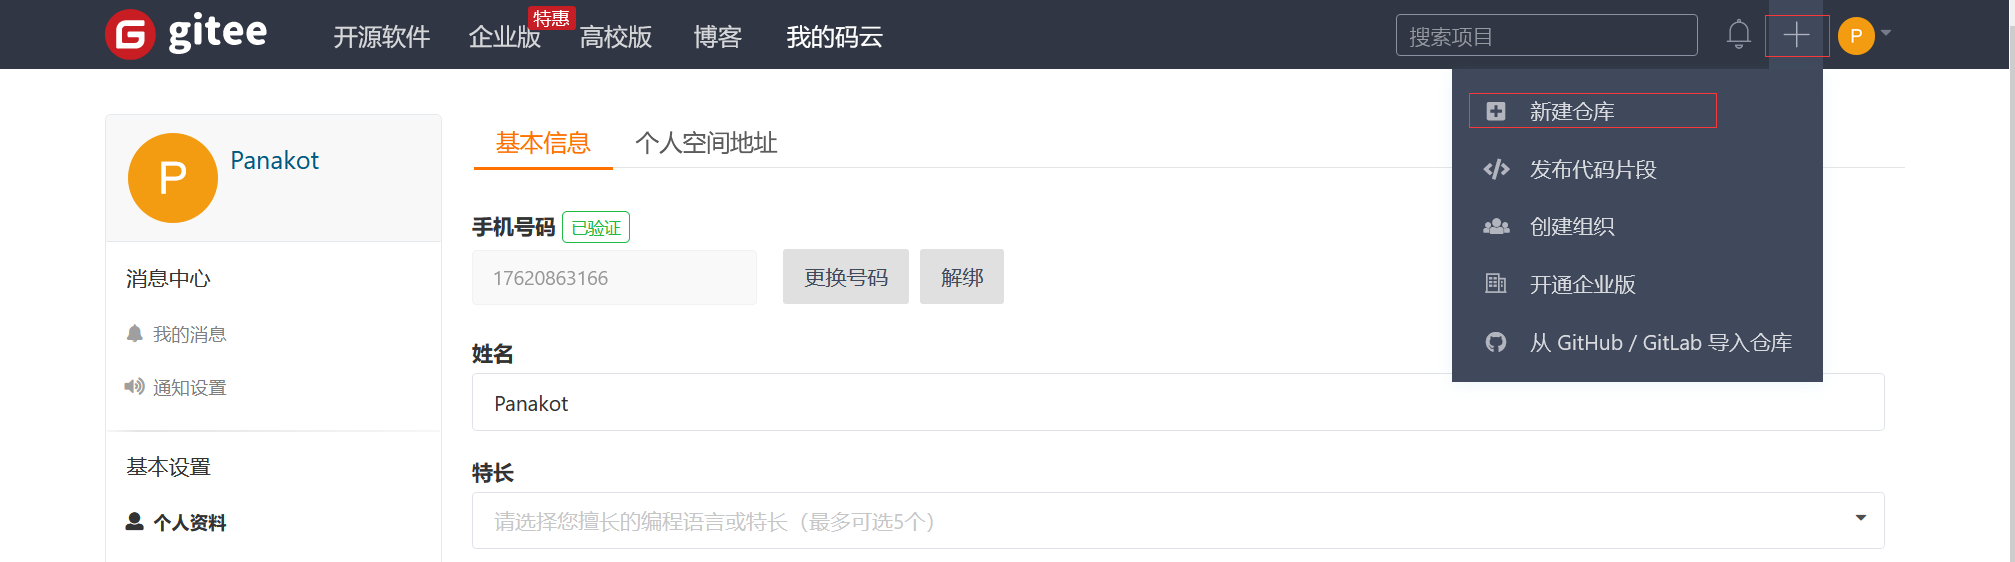 gitee 开源软件 企业版 特惠 高校版 博客 我的码云 搜索项目 P
新建仓库
发布代码片段
创建组织
开通企业版
从 GitHub / GitLab 导入仓库
P Panakot
消息中心
我的消息
通知设置
基本设置
个人资料
基本信息 个人空间地址
手机号码 已验证
17620863166 更换号码 解绑
姓名
Panakot
特长
请选择您擅长的编程语言或特长（最多可选5个）